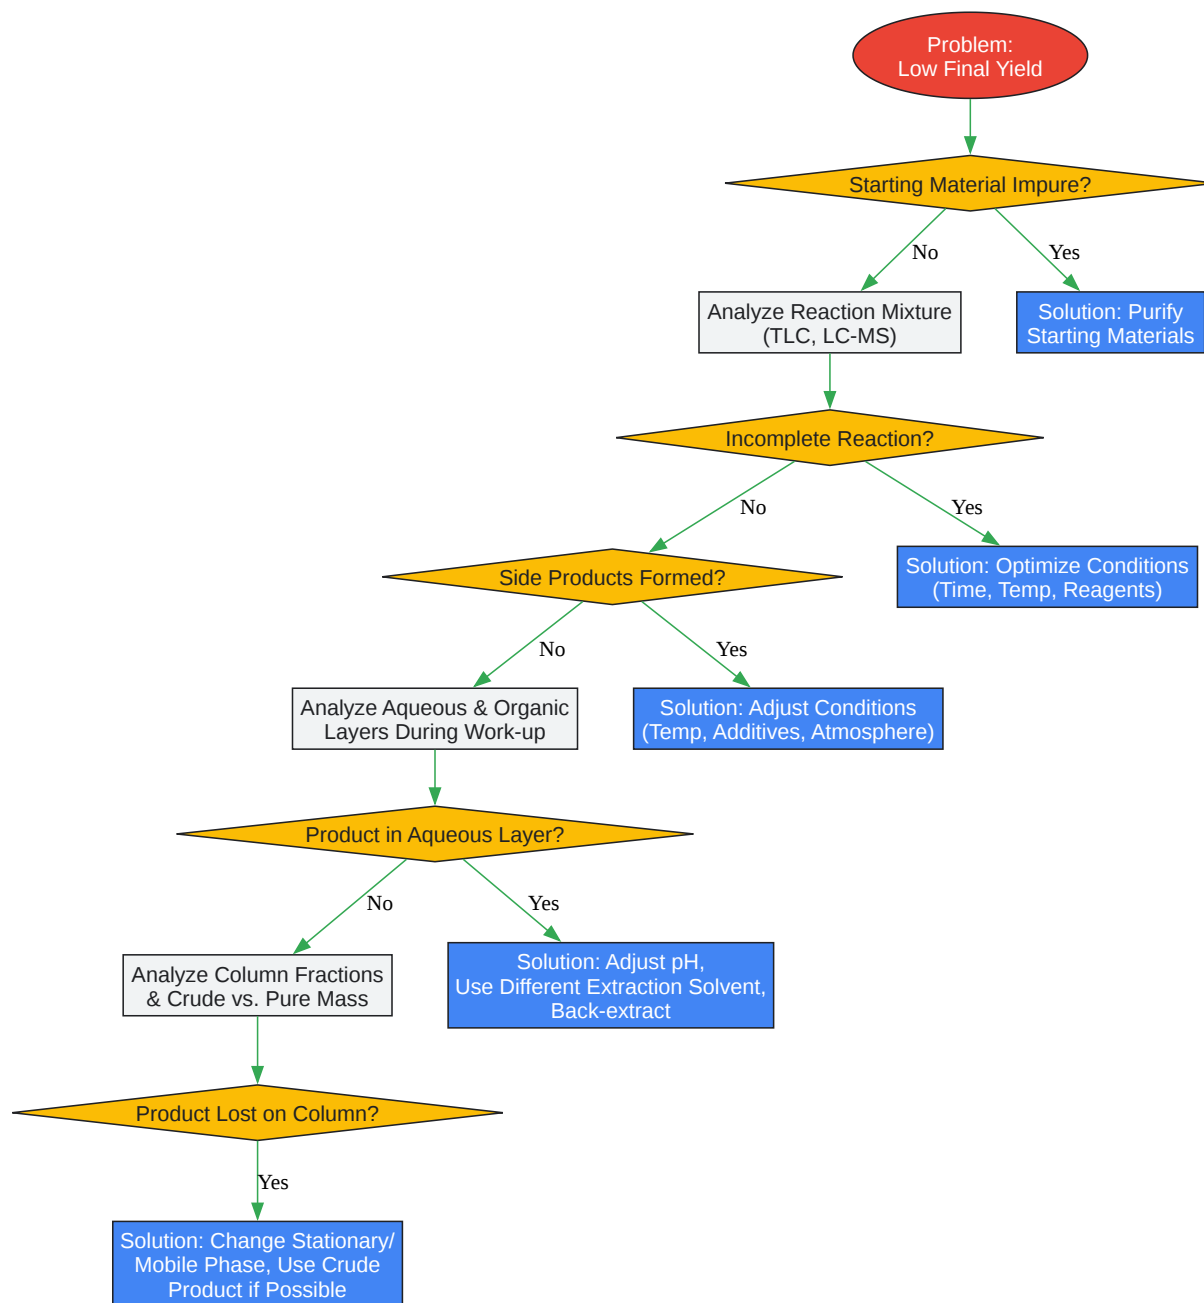 Problem:
Low Final Yield
Starting Material Impure?
No
Yes
Analyze Reaction Mixture
(TLC, LC-MS)
Solution: Purify
Starting Materials
Incomplete Reaction?
No
Yes
Side Products Formed?
Solution: Optimize Conditions
(Time, Temp, Reagents)
No
Yes
Analyze Aqueous & Organic
Layers During Work-up
Solution: Adjust Conditions
(Temp, Additives, Atmosphere)
Product in Aqueous Layer?
No
Yes
Analyze Column Fractions
& Crude vs. Pure Mass
Solution: Adjust pH,
Use Different Extraction Solvent,
Back-extract
Product Lost on Column?
Yes
Solution: Change Stationary/
Mobile Phase, Use Crude
Product if Possible